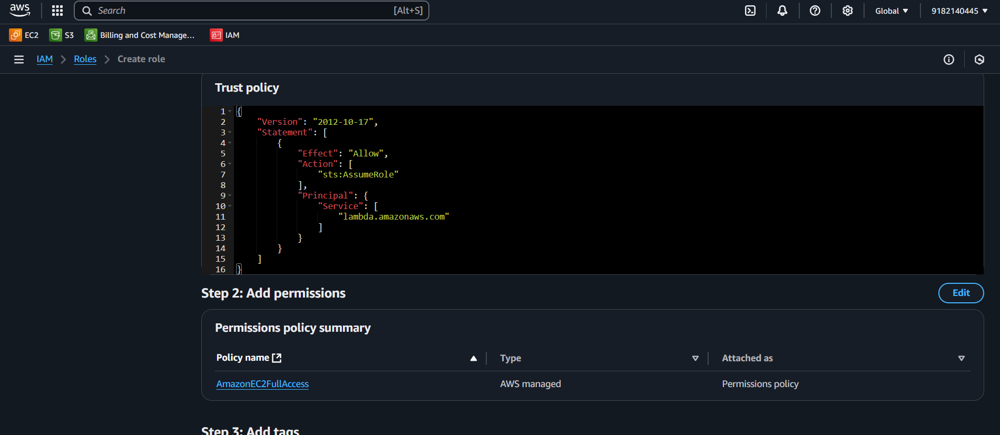 aws
Search [Alt+S]
Global
9182140445
EC2
S3
Billing and Cost Manage...
IAM
IAM
Roles
Create role
Trust policy
1 {
2 "Version": "2012-10-17",
3 "Statement": [
4 {
5 "Effect": "Allow",
6 "Action": [
7 "sts:AssumeRole"
8 ],
9 "Principal": {
10 "Service": [
11 "lambda.amazonaws.com"
12 ]
13 }
14 }
15 ]
16 }
Step 2: Add permissions
Edit
Permissions policy summary
Policy name Type Attached as
AmazonEC2FullAccess AWS managed Permissions policy
Step 3: Add tags